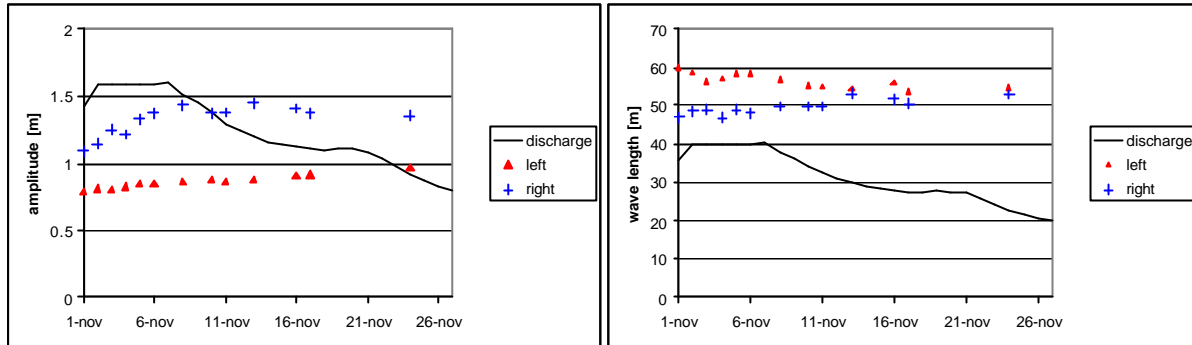 2
1.5
1
0.5
0
amplitude [m]
1-nov 6-nov 11-nov 16-nov 21-nov 26-nov
discharge
left
right
70
60
50
40
30
20
10
0
wave length [m]
1-nov 6-nov 11-nov 16-nov 21-nov 26-nov
discharge
left
right